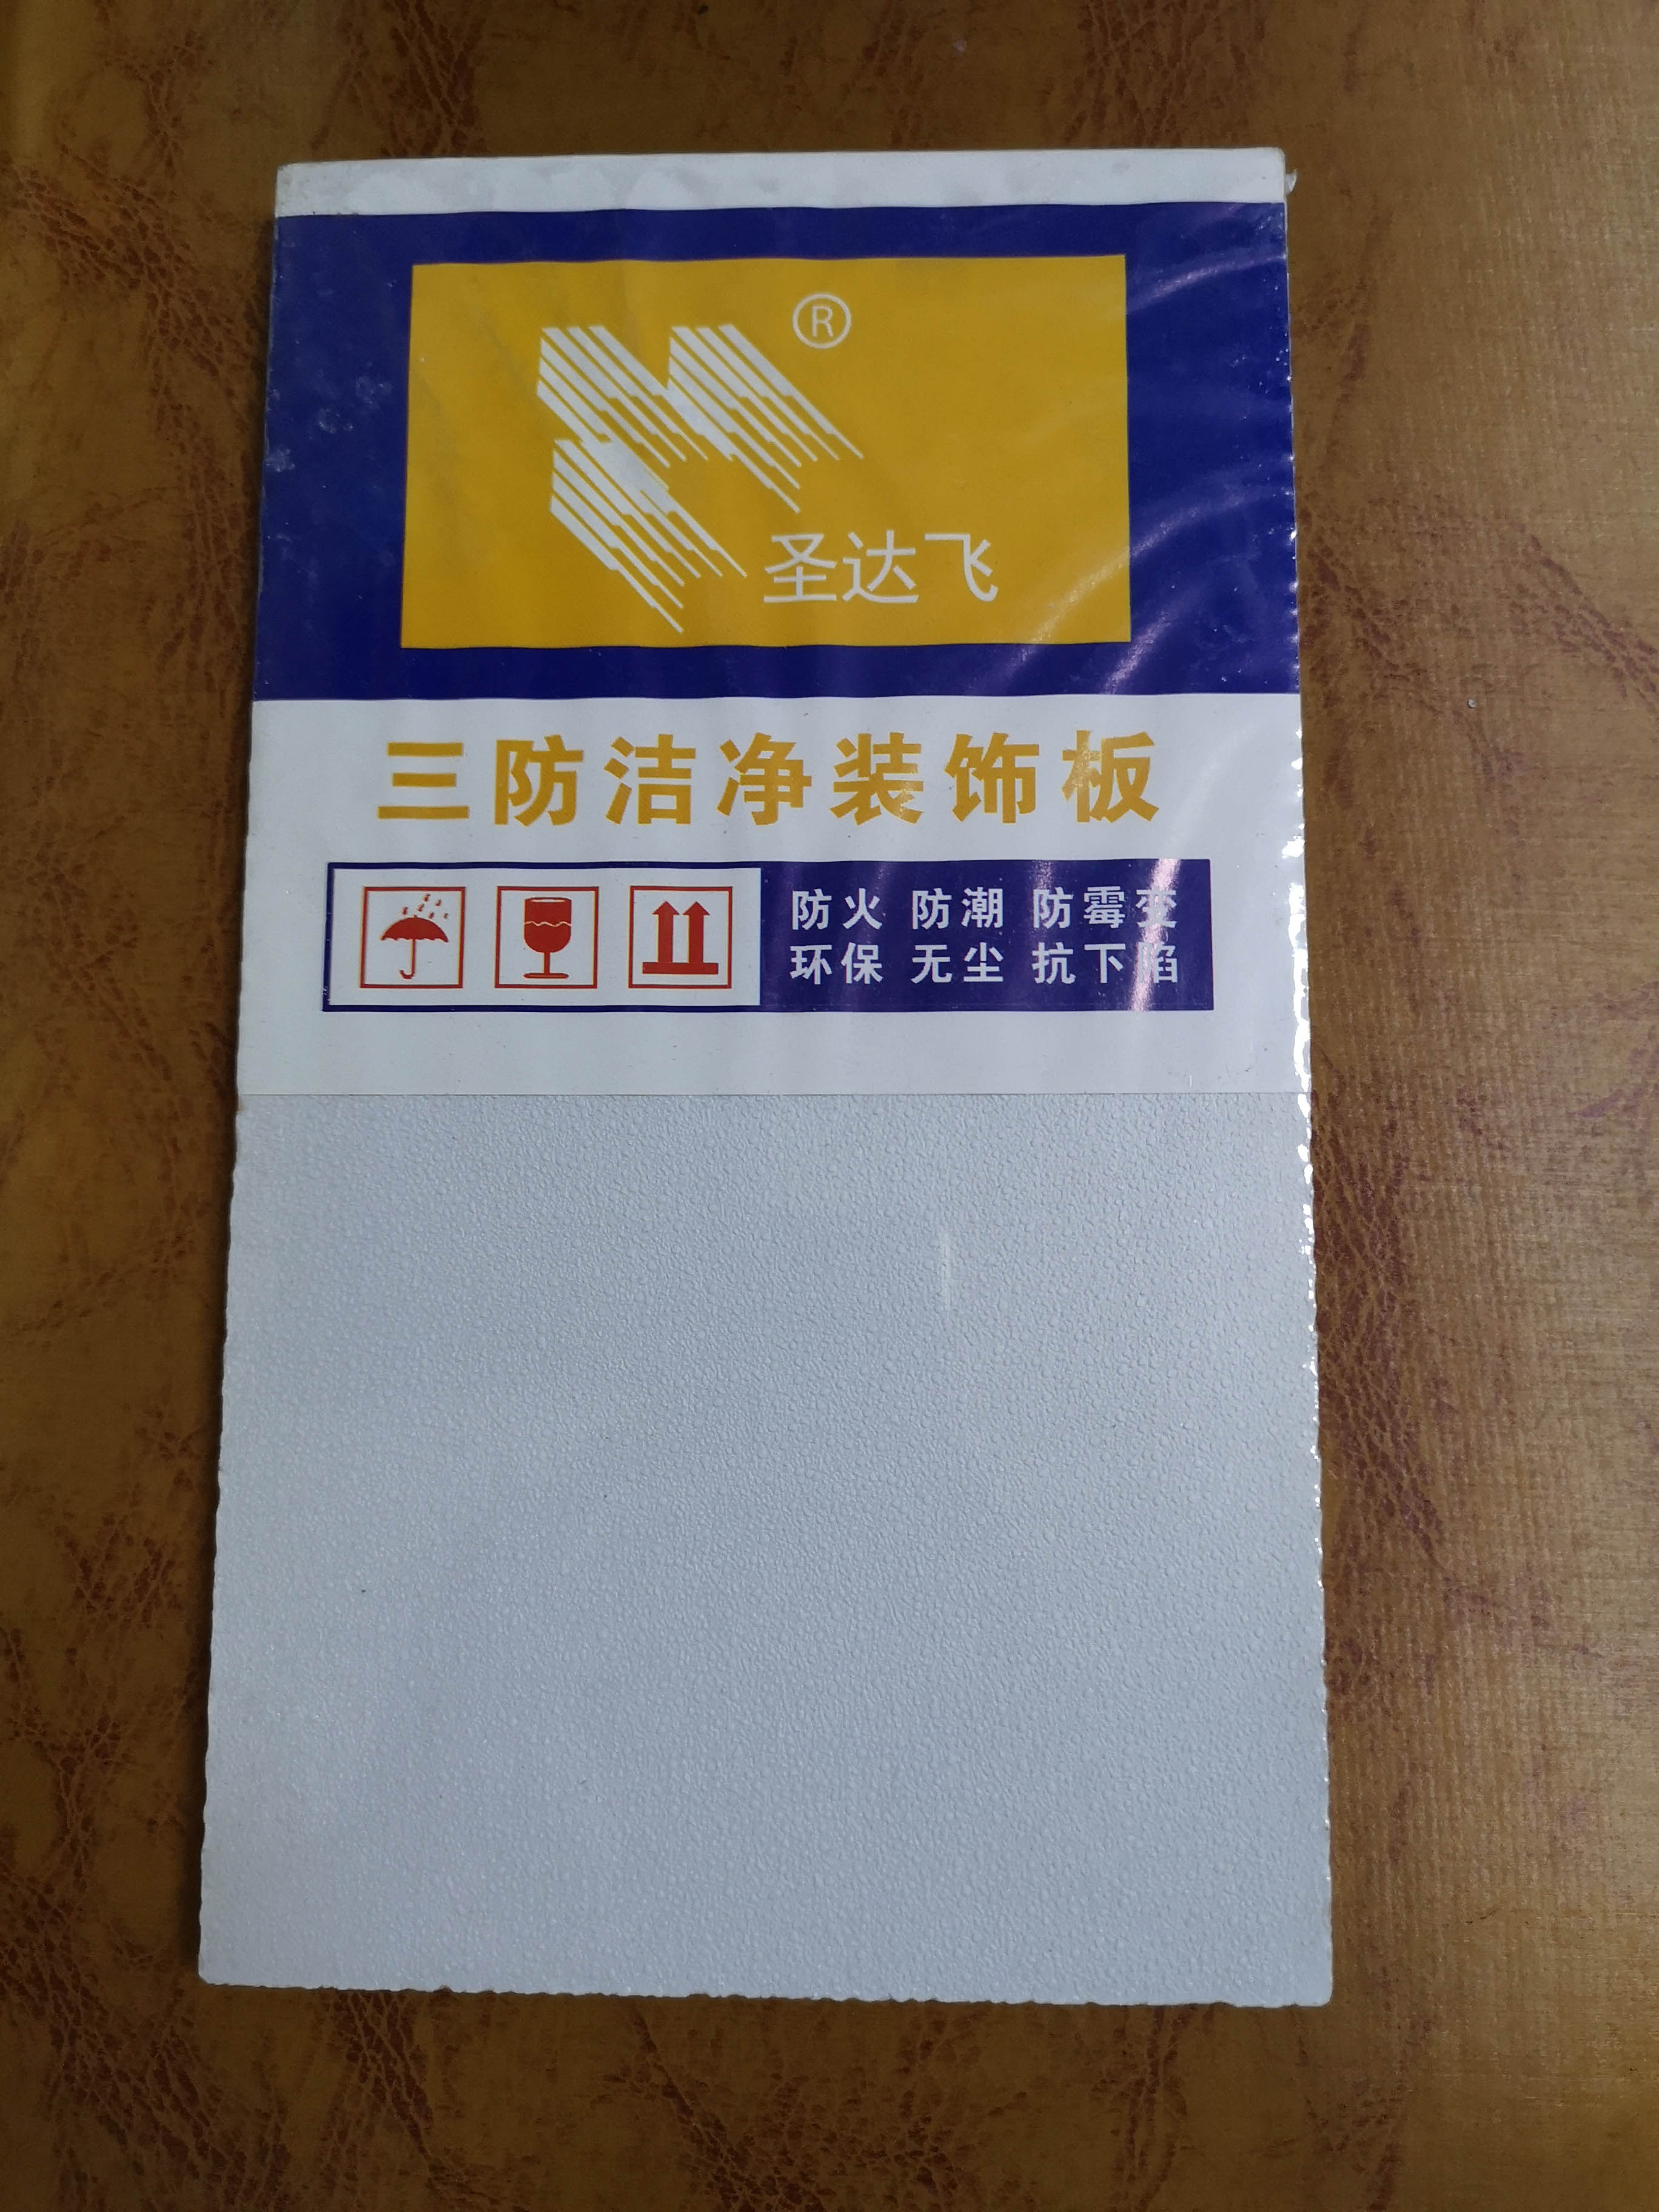 ®
圣达飞
三防洁净装饰板
防火 防潮 防霉变
环保 无尘 抗下陷